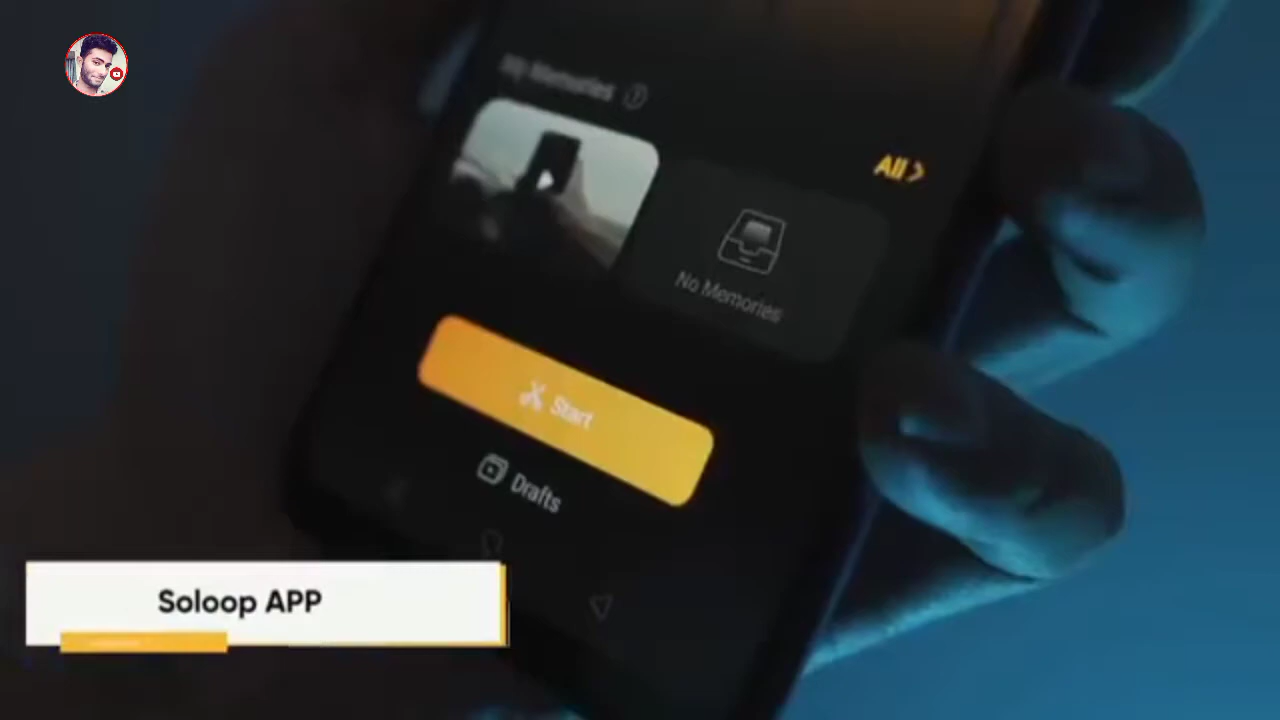 My Memories
All >
No Memories
Start
Drafts
Soloop APP